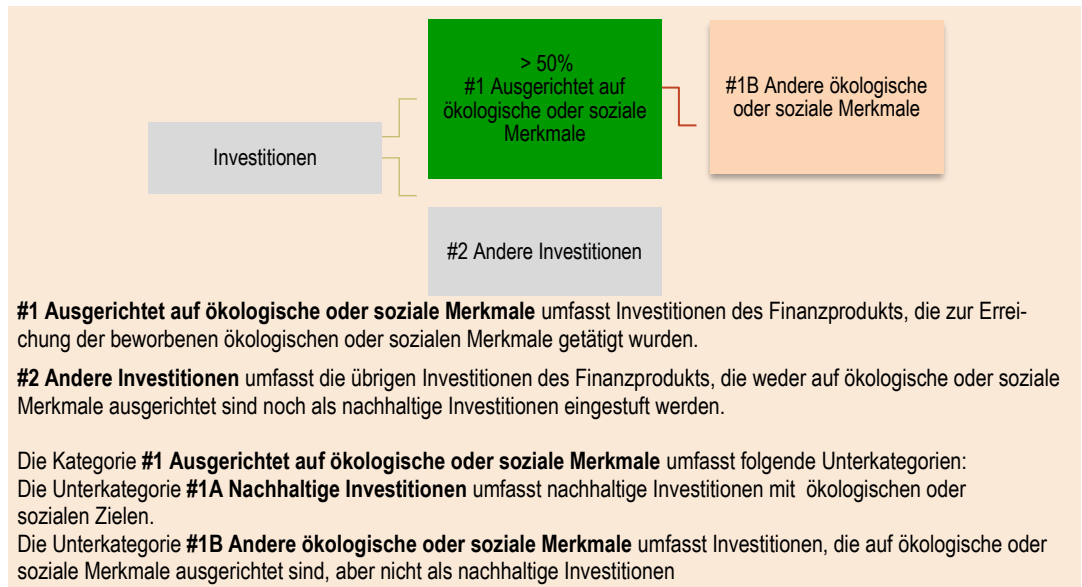 > 50%
#1 Ausgerichtet auf
ökologische oder soziale
Merkmale
#1B Andere ökologische
oder soziale Merkmale
Investitionen
#2 Andere Investitionen
#1 Ausgerichtet auf ökologische oder soziale Merkmale umfasst Investitionen des Finanzprodukts, die zur Errei-
chung der beworbenen ökologischen oder sozialen Merkmale getätigt wurden.
#2 Andere Investitionen umfasst die übrigen Investitionen des Finanzprodukts, die weder auf ökologische oder soziale
Merkmale ausgerichtet sind noch als nachhaltige Investitionen eingestuft werden.
Die Kategorie #1 Ausgerichtet auf ökologische oder soziale Merkmale umfasst folgende Unterkategorien:
Die Unterkategorie #1A Nachhaltige Investitionen umfasst nachhaltige Investitionen mit ökologischen oder
sozialen Zielen.
Die Unterkategorie #1B Andere ökologische oder soziale Merkmale umfasst Investitionen, die auf ökologische oder
soziale Merkmale ausgerichtet sind, aber nicht als nachhaltige Investitionen